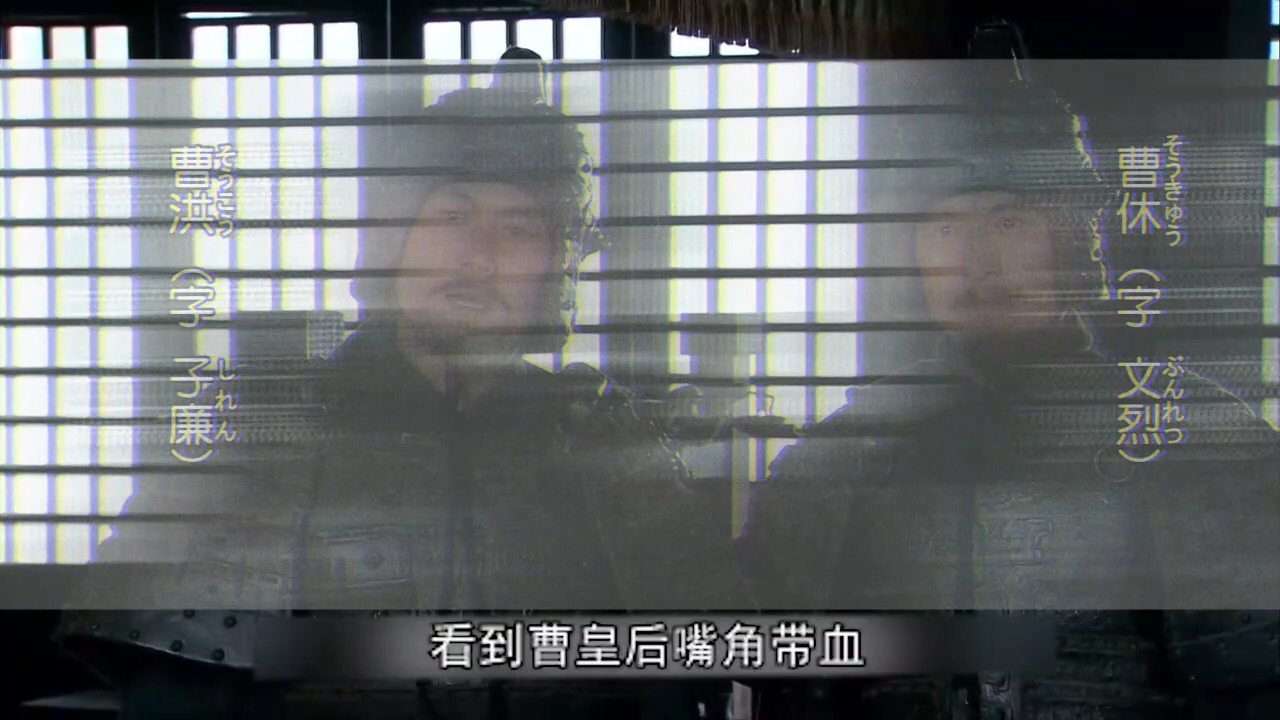 曹休（字 文烈）
そうきゅう ぶんれつ
曹洪（字 子廉）
そうこう しれん
看到曹皇后嘴角带血